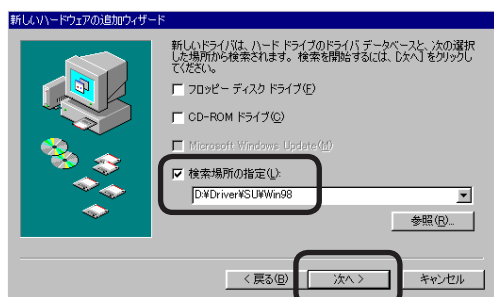 新しいハードウェアの追加ウィザード
新しいドライバは、ハード ドライブのドライバ データベースと、次の選択
した場所から検索されます。検索を開始するには、[次へ] をクリックし
てください。
フロッピー ディスク ドライブ(F)
CD-ROM ドライブ(C)
Microsoft Windows Update(M)
検索場所の指定(L):
D:¥Driver¥SU¥Win98
参照(R)...
< 戻る(B)
次へ >
キャンセル